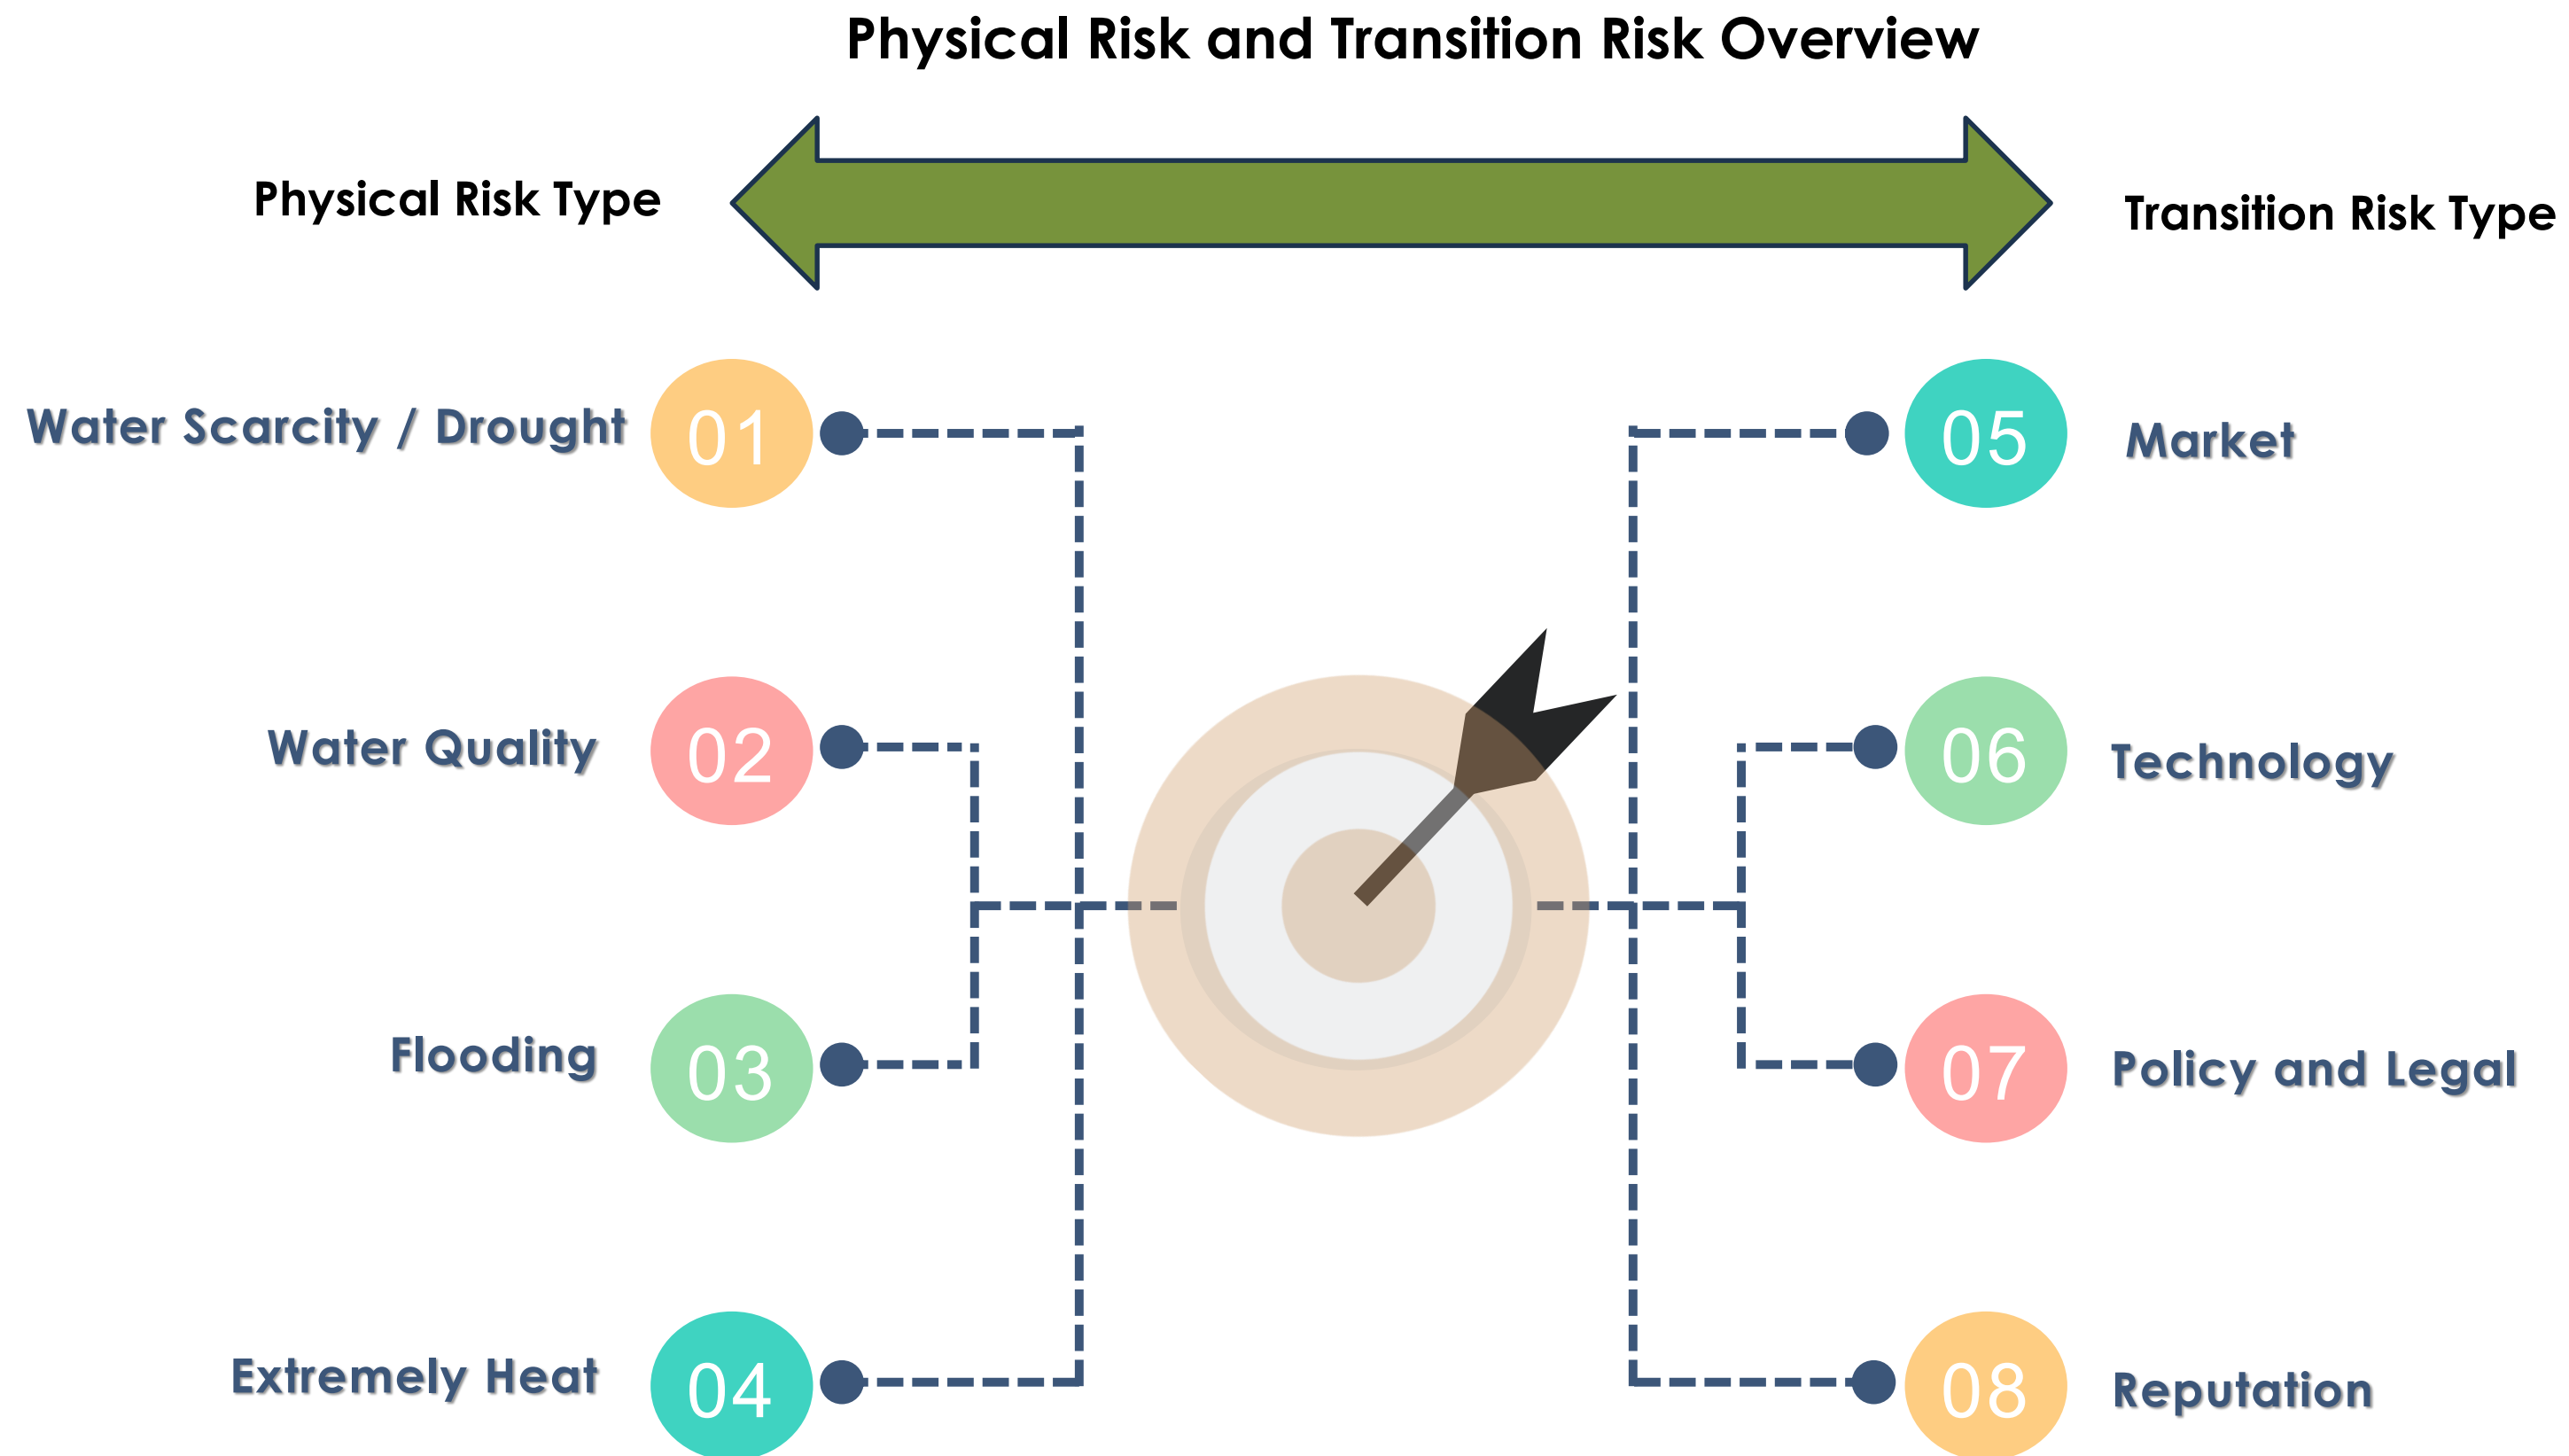 Physical Risk and Transition Risk Overview
Physical Risk Type
Transition Risk Type
Water Scarcity / Drought
01
05
Market
Water Quality
02
06
Technology
Flooding
03
07
Policy and Legal
Extremely Heat
04
08
Reputation